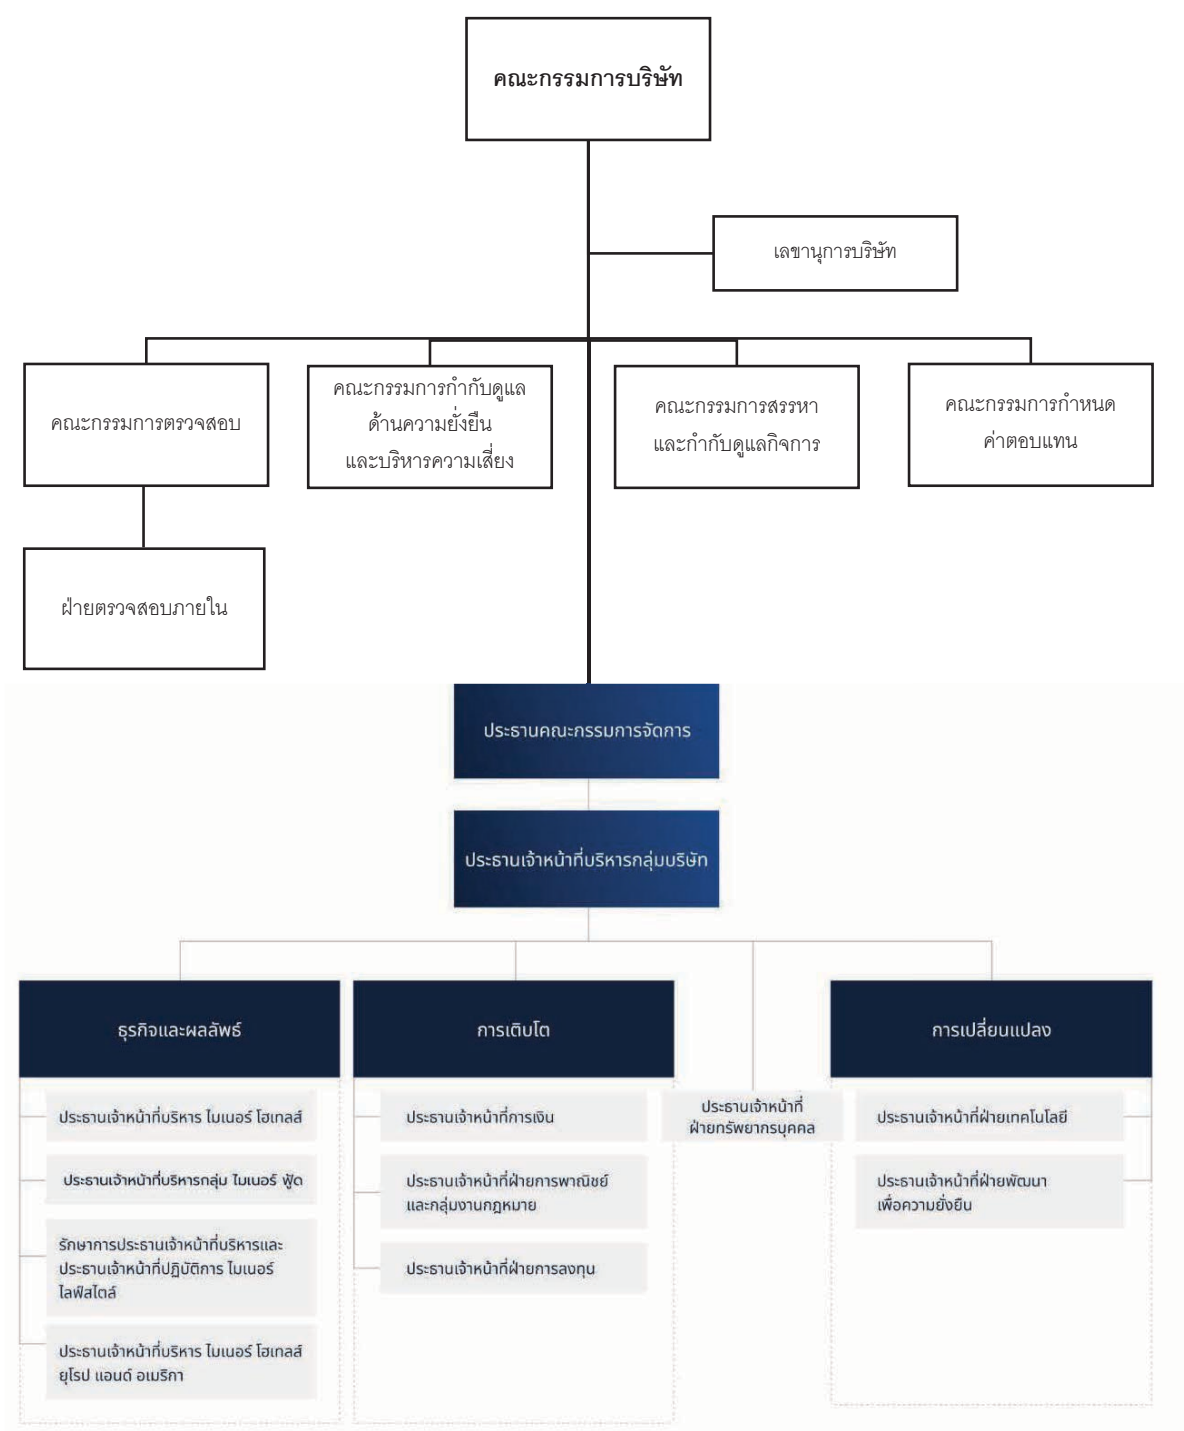 คณะกรรมการบริษัท
เลขานุการบริษัท
คณะกรรมการตรวจสอบ
คณะกรรมการกำกับดูแล
ด้านความยั่งยืน
และบริหารความเสี่ยง
คณะกรรมการสรรหา
และกำกับดูแลกิจการ
คณะกรรมการกำหนด
ค่าตอบแทน
ฝ่ายตรวจสอบภายใน
ประธานคณะกรรมการจัดการ
ประธานเจ้าหน้าที่บริหารกลุ่มบริษัท
ธุรกิจและผลลัพธ์
ประธานเจ้าหน้าที่บริหาร ไมเนอร์ โฮเทลส์
ประธานเจ้าหน้าที่บริหารกลุ่ม ไมเนอร์ ฟู้ด
รักษาการประธานเจ้าหน้าที่บริหารและ
ประธานเจ้าหน้าที่ปฏิบัติการ ไมเนอร์
ไลฟ์สไตล์
ประธานเจ้าหน้าที่บริหาร ไมเนอร์ โฮเทลส์
ยุโรป แอนด์ อเมริกา
การเติบโต
ประธานเจ้าหน้าที่การเงิน
ประธานเจ้าหน้าที่ฝ่ายการพาณิชย์
และกลุ่มงานกฎหมาย
ประธานเจ้าหน้าที่ฝ่ายการลงทุน
ประธานเจ้าหน้าที่
ฝ่ายทรัพยากรบุคคล
การเปลี่ยนแปลง
ประธานเจ้าหน้าที่ฝ่ายเทคโนโลยี
ประธานเจ้าหน้าที่ฝ่ายพัฒนา
เพื่อความยั่งยืน